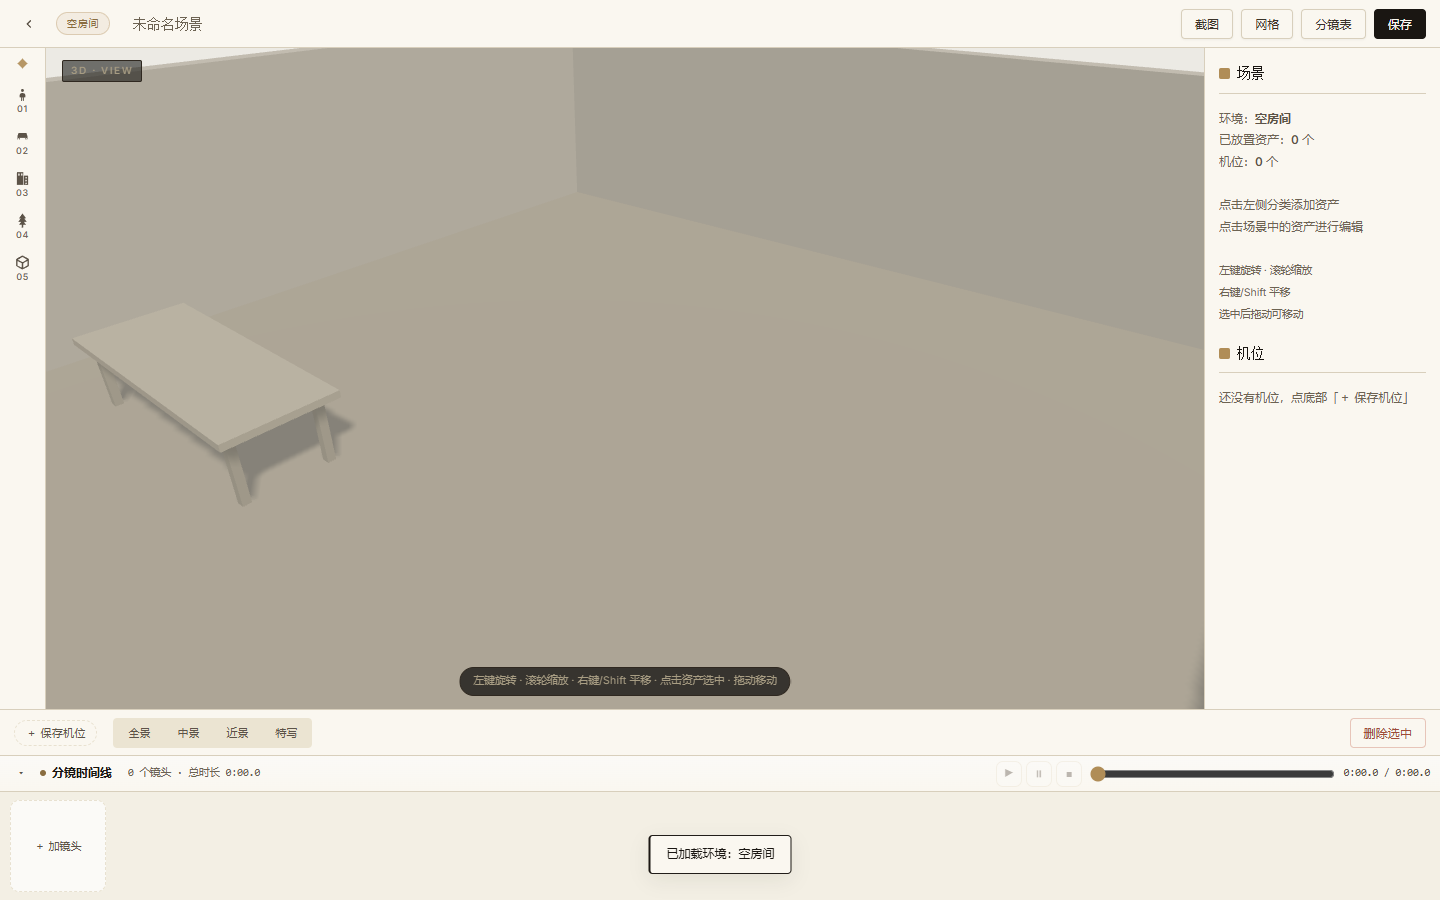 空房间
未命名场景
截图
网格
分镜表
保存
3D · VIEW
01
02
03
04
05
场景
环境: 空房间
已放置资产: 0 个
机位: 0 个
点击左侧分类添加资产
点击场景中的资产进行编辑
左键旋转 · 滚轮缩放
右键/Shift 平移
选中后拖动可移动
机位
还没有机位，点底部「+ 保存机位」
左键旋转 · 滚轮缩放 · 右键/Shift 平移 · 点击资产选中 · 拖动移动
+ 保存机位
全景
中景
近景
特写
删除选中
分镜时间线
0 个镜头 · 总时长 0:00.0
0:00.0 / 0:00.0
+ 加镜头
已加载环境: 空房间